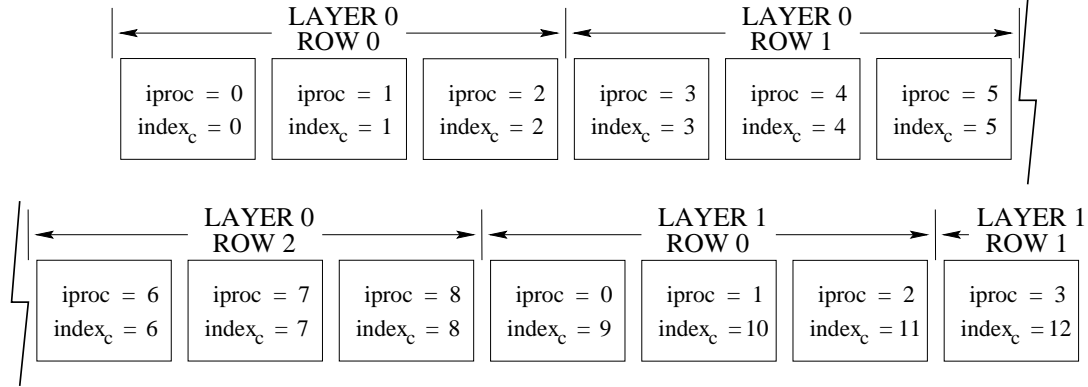 LAYER 0
ROW 0
LAYER 0
ROW 1
iproc = 0
index_c = 0
iproc = 1
index_c = 1
iproc = 2
index_c = 2
iproc = 3
index_c = 3
iproc = 4
index_c = 4
iproc = 5
index_c = 5
LAYER 0
ROW 2
LAYER 1
ROW 0
LAYER 1
ROW 1
iproc = 6
index_c = 6
iproc = 7
index_c = 7
iproc = 8
index_c = 8
iproc = 0
index_c = 9
iproc = 1
index_c = 10
iproc = 2
index_c = 11
iproc = 3
index_c = 12